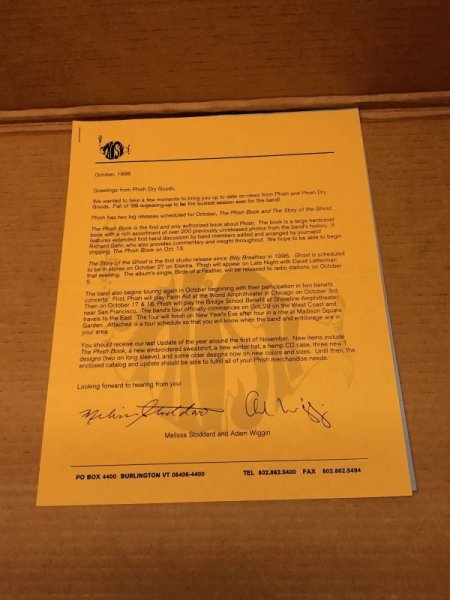 PHISH
October, 1998
Greetings from Phish Dry Goods,
We wanted to take a few moments to bring you up to date on news from Phish and Phish Dry
Goods. Fall of '98 is gearing up to be the busiest season ever for the band!
Phish has two big releases scheduled for October, The Phish Book and The Story of the Ghost.
The Phish Book is the first and only authorized book about Phish. The book is a large hardcover
book with a rich assortment of over 200 previously unreleased photos from the band's history. It
features extended first hand discussion by band members edited and arranged by journalist
Richard Gehr, who also provides commentary and insight throughout. We hope to be able to begin
shipping The Phish Book on Oct. 13.
The Story of the Ghost is the first studio release since Billy Breathes in 1996. Ghost is scheduled
to be in stores on October 27 on Elektra. Phish will appear on Late Night with David Letterman
that evening. The album's single, Birds of a Feather, will be released to radio stations on October
5.
The band also begins touring again in October beginning with their participation in two benefit
concerts. First, Phish will play Farm Aid at the World Amphitheater in Chicago on October 3rd.
Then on October 17 & 18, Phish will play the Bridge School Benefit at Shoreline Amphitheater
near San Francisco. The band's tour officially commences on Oct 29 on the West Coast and
travels to the East. The tour will finish on New Year's Eve after four in a row at Madison Square
Garden. Attached is a tour schedule so that you will know when the band and entourage are in
your area.
You should receive our last Update of the year around the first of November. New items include
The Phish Book, a new embroidered sweatshirt, a new winter hat, a hemp CD case, three new T
designs (two on long sleeve), and some older designs now on new colors and sizes. Until then, the
enclosed catalog and update should be able to fulfill all of your Phish merchandise needs.
Looking forward to hearing from you!
Melissa Stoddard
Melissa Stoddard and Adam Wiggin
PO BOX 4400 BURLINGTON VT 05406-4400 TEL 802.862.5400 FAX 802.862.5494